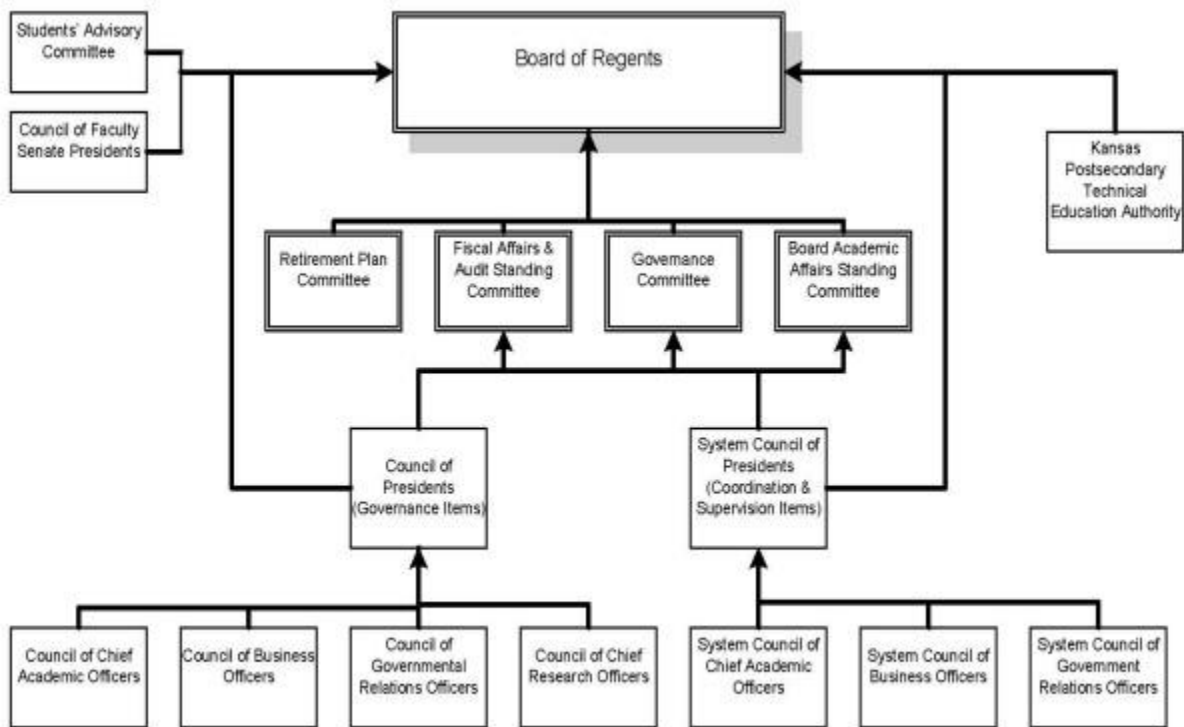 Students' Advisory
Committee
Board of Regents
Council of Faculty
Senate Presidents
Kansas
Postsecondary
Technical
Education Authority
Retirement Plan
Committee
Fiscal Affairs &
Audit Standing
Committee
Governance
Committee
Board Academic
Affairs Standing
Committee
Council of
Presidents
(Governance Items)
System Council of
Presidents
(Coordination &
Supervision Items)
Council of Chief
Academic Officers
Council of Business
Officers
Council of
Governmental
Relations Officers
Council of Chief
Research Officers
System Council of
Chief Academic
Officers
System Council of
Business Officers
System Council of
Government
Relations Officers